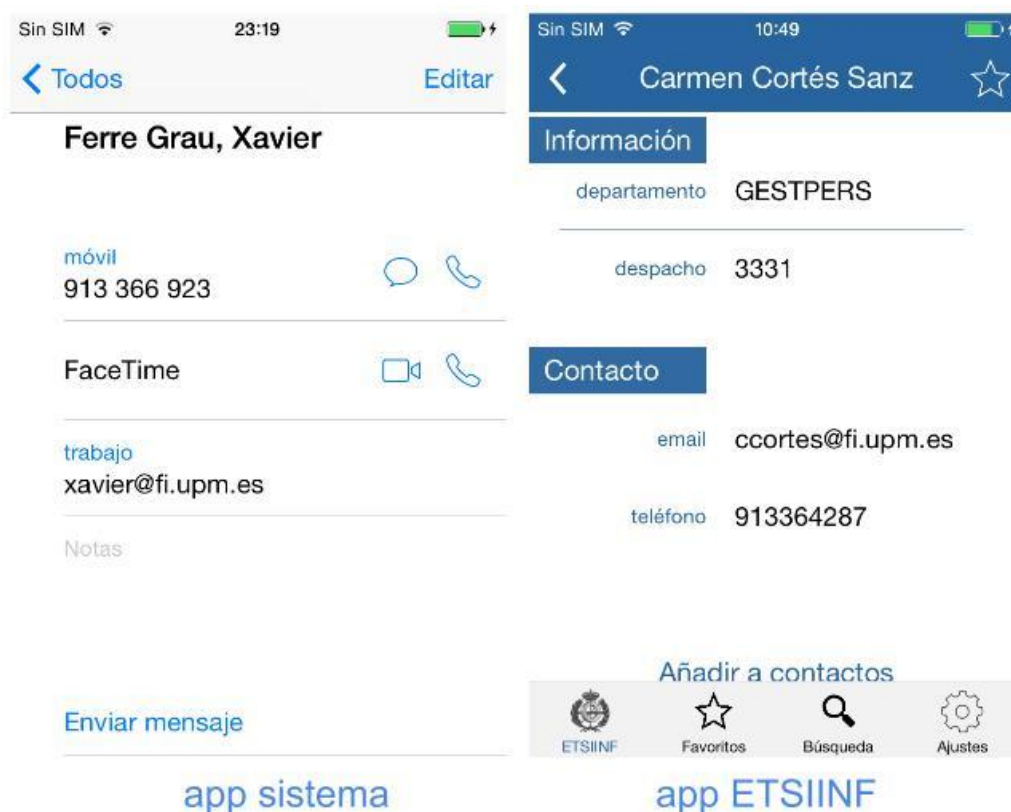 Sin SIM 23:19
Todos Editar
Ferre Grau, Xavier
móvil
913 366 923
FaceTime
trabajo
xavier@fi.upm.es
Notas
Enviar mensaje
app sistema
Sin SIM 10:49
Carmen Cortés Sanz
Información
departamento GESTPERS
despacho 3331
Contacto
email ccortes@fi.upm.es
teléfono 913364287
Añadir a contactos
ETSIINF Favoritos Búsqueda Ajustes
app ETSIINF